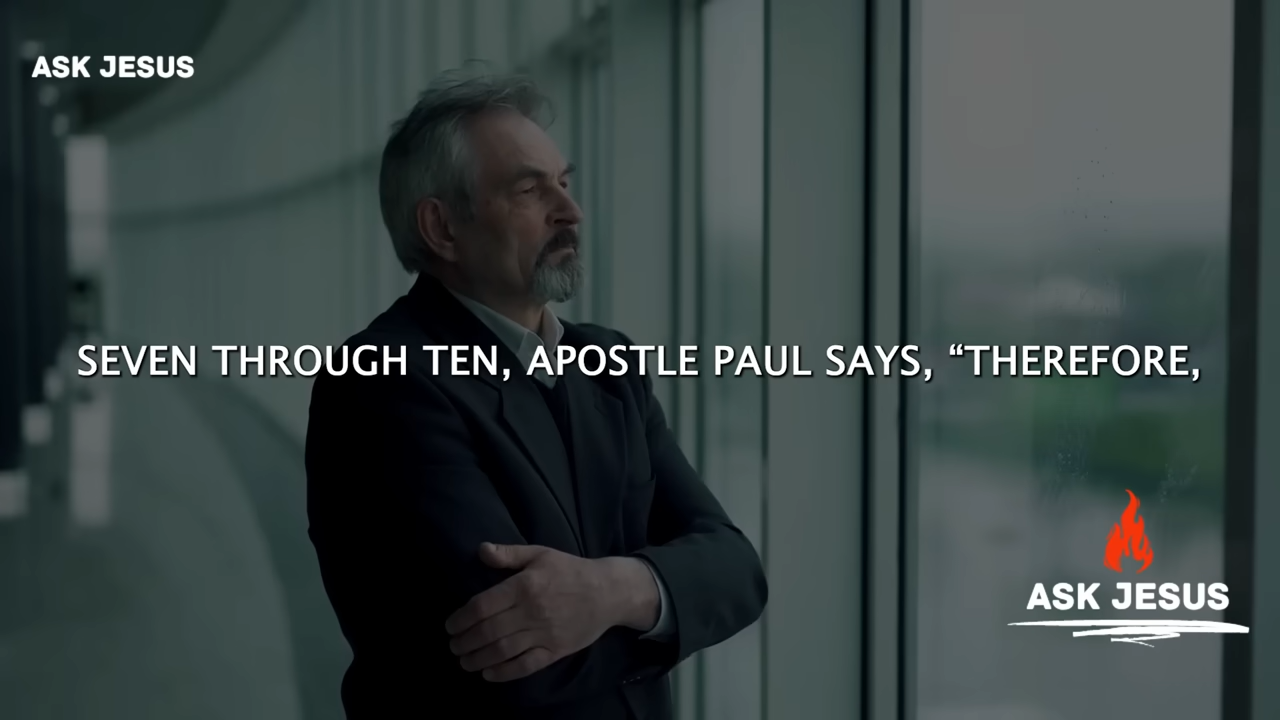 ASK JESUS
SEVEN THROUGH TEN, APOSTLE PAUL SAYS, “THEREFORE,
ASK JESUS